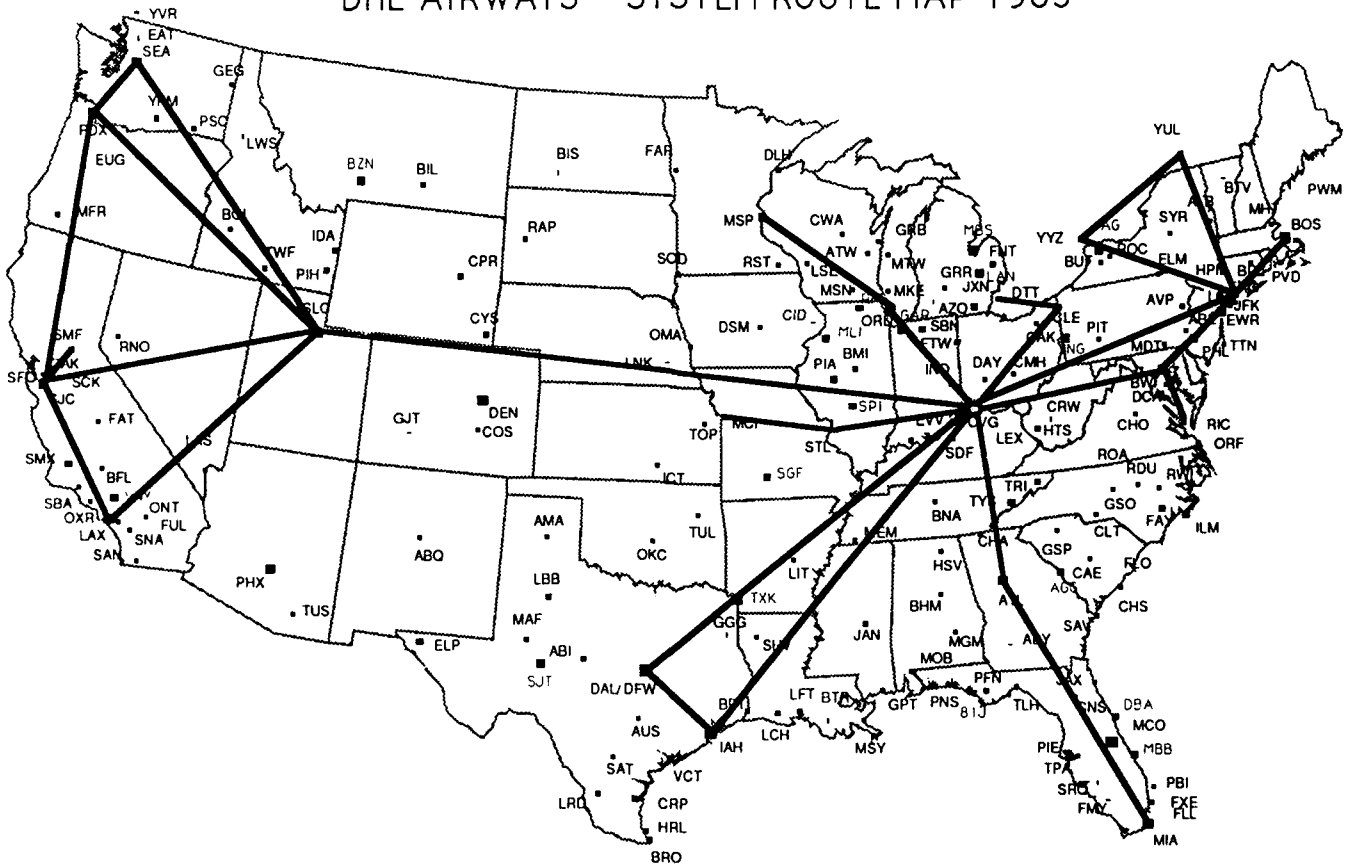 DHL AIRWAYS SYSTEM ROUTE MAP
YVR
EAT
SEA
GEG
PSC
PDX
LWS
EUG
BZN
BIL
BIS
FAR
DLH
YUL
MFR
BOI
IDA
TWF
PIH
RAP
CPR
MSP
CWA
GRB
MBS
FNT
YYZ
SYR
ROC
BTV
PWM
BOS
RST
LSE
ATW
MTW
GRR
LAN
BUF
ELM
HPN
PVD
MSN
MKE
JXN
DTT
AZO
AVP
JFK
EWR
SLC
CYS
OMA
DSM
CID
MLI
ORD
SBN
FTW
CLE
CAK
PIT
MDT
PHL
TTN
SMF
OAK
RNO
SFO
SCK
SJC
LNK
PIA
BMI
IND
DAY
CMH
BWI
DCA
FAT
GJT
DEN
COS
TOP
MCI
SPI
STL
EVV
CVG
SDF
LEX
CRW
HTS
CHO
RIC
ORF
LAS
SMX
BFL
ICT
SGF
ROA
RDU
RWI
SBA
OXR
ONT
FUL
LAX
SNA
SAN
TRI
TYS
BNA
GSO
FAY
ILM
AMA
TUL
OKC
ABQ
MEM
CHA
CLT
GSP
HSV
PHX
LBB
LIT
CAE
FLO
AGS
CHS
TUS
TXK
BHM
ATL
MAF
GGG
ELP
ABI
SJT
SHV
JAN
MGM
ABY
SAV
MOB
PFN
JAX
DAL/DFW
AUS
BPT
LFT
BTR
GPT
PNS
TLH
DBA
MCO
IAH
LCH
MSY
MBB
PIE
TPA
SAT
VCT
SRQ
PBI
LRD
CRP
FMY
FXE
FLL
HRL
MIA
BRO